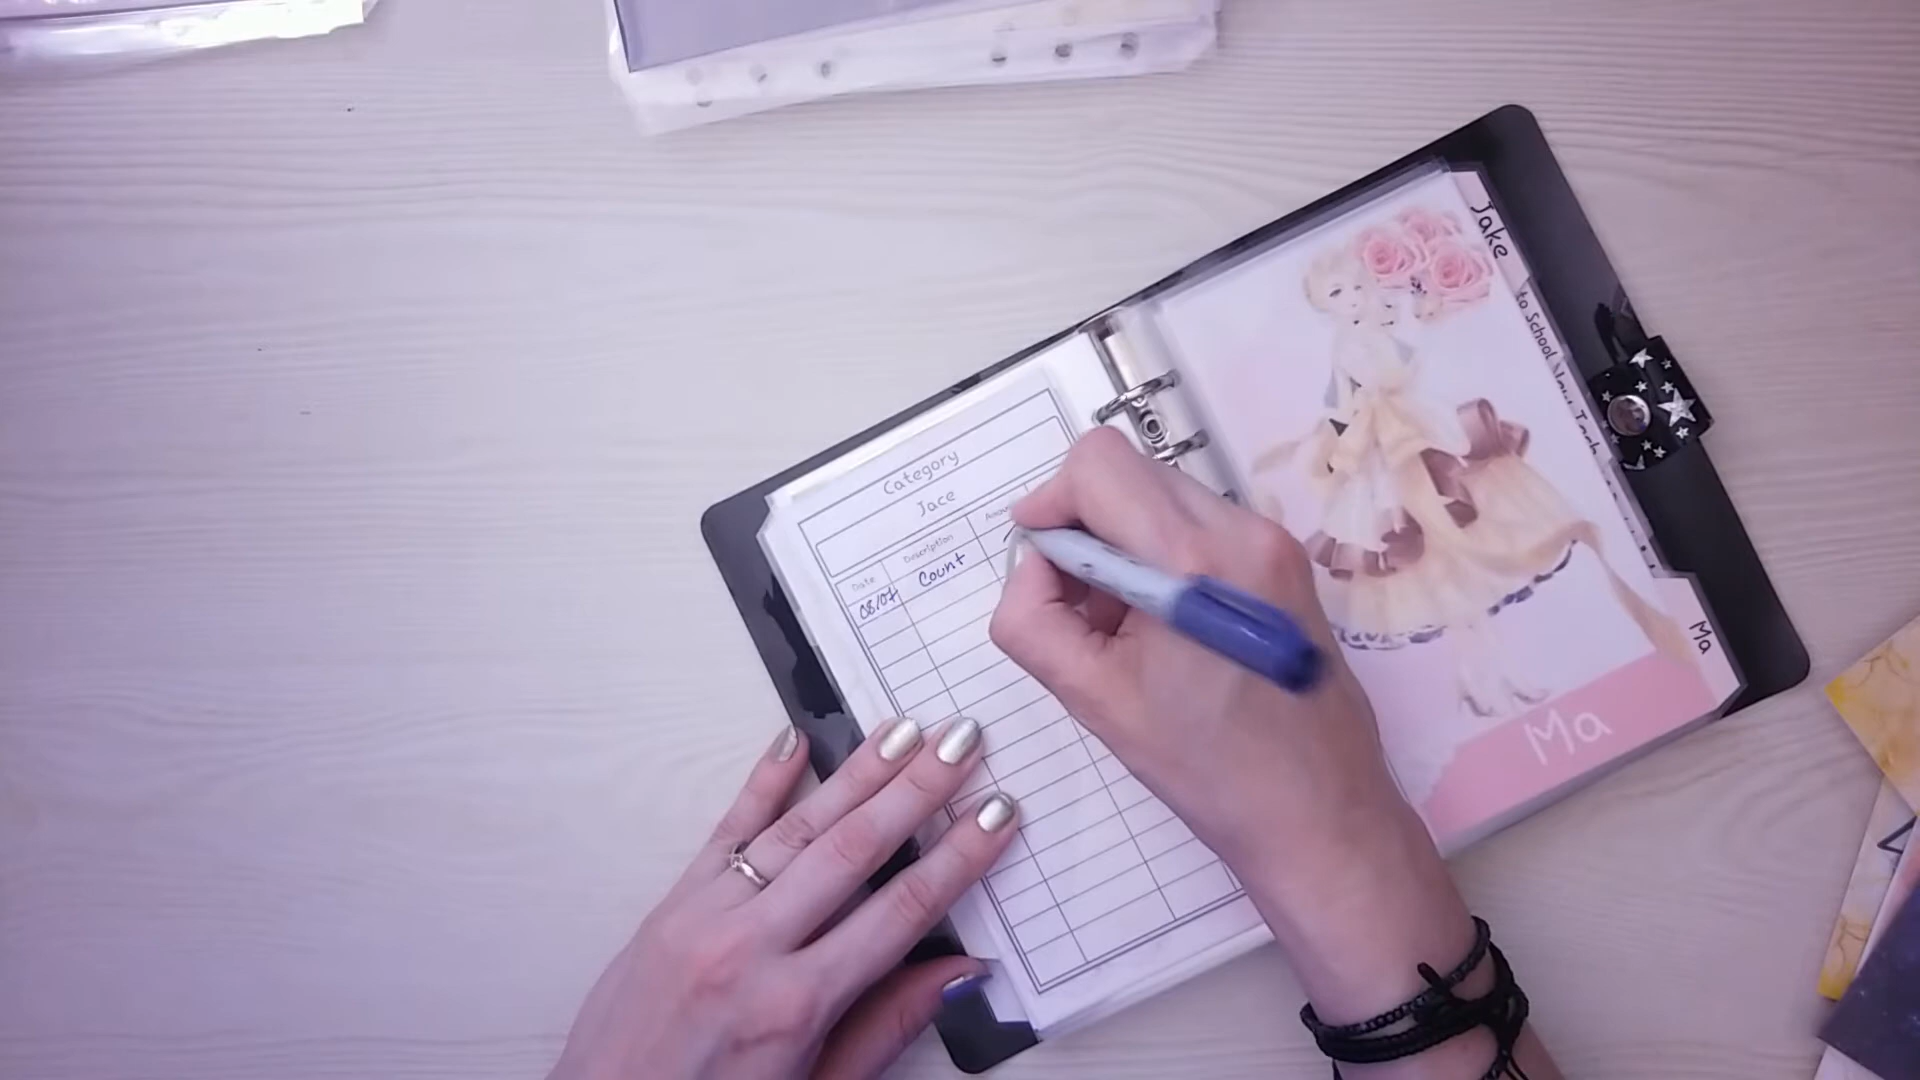 Category
Jace
Date Description
08/07 Count
Jake
to School
Ma
Ma